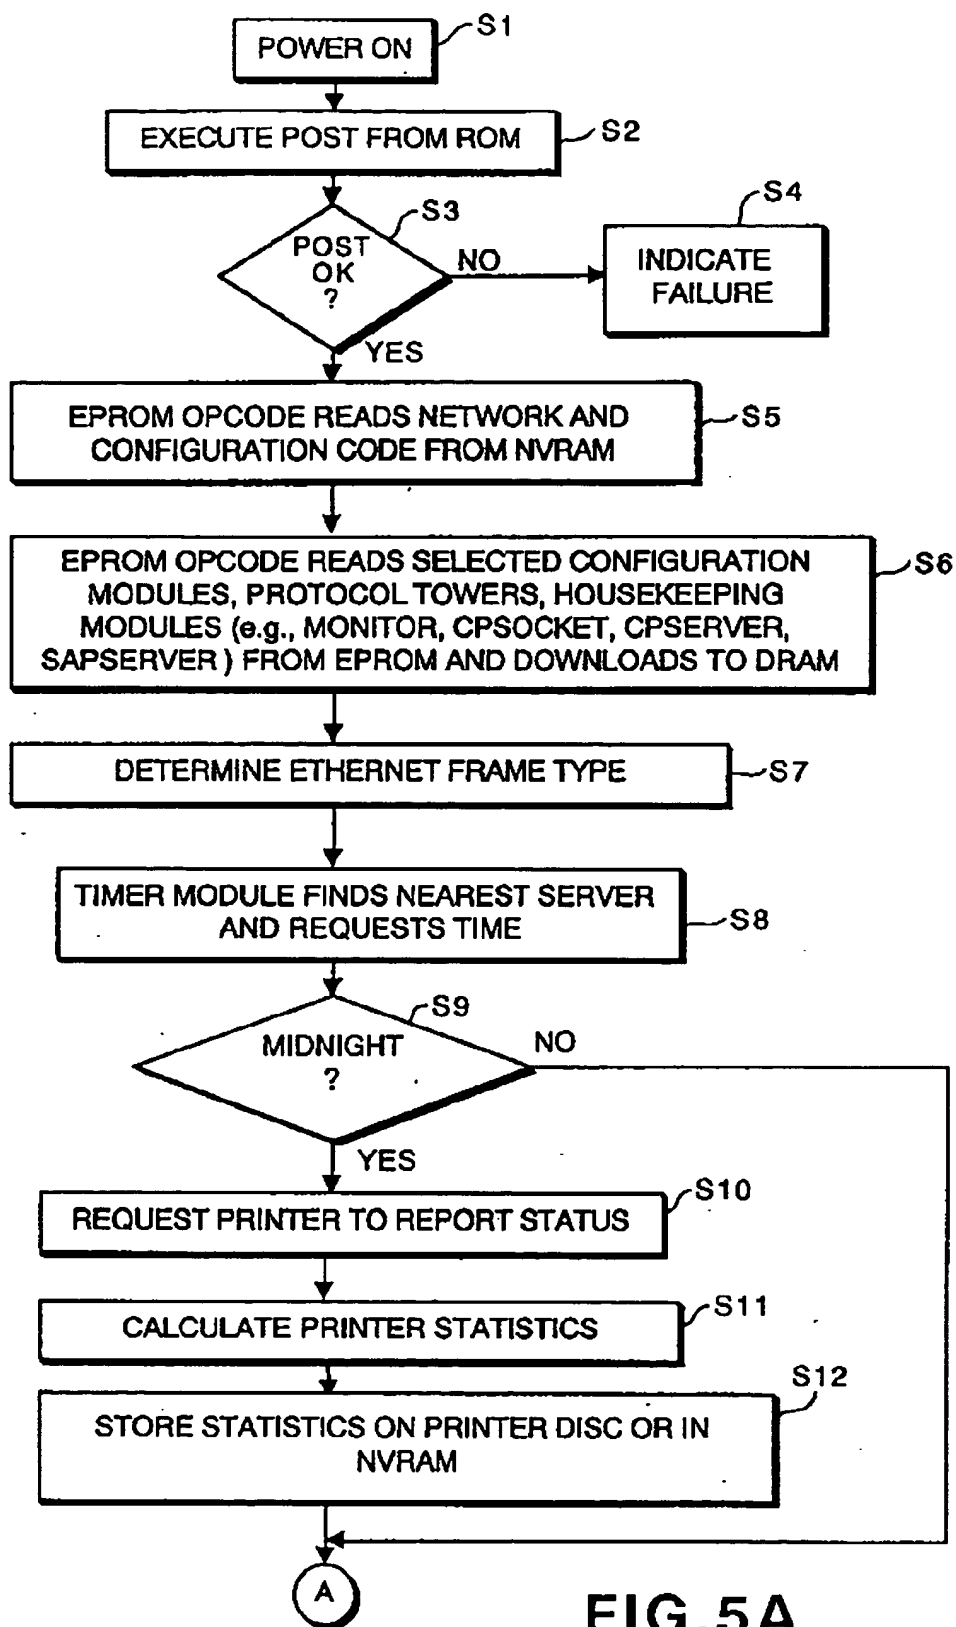 POWER ON
S1
EXECUTE POST FROM ROM
S2
POST
OK
?
S3
NO
INDICATE
FAILURE
S4
YES
EPROM OPCODE READS NETWORK AND
CONFIGURATION CODE FROM NVRAM
S5
EPROM OPCODE READS SELECTED CONFIGURATION
MODULES, PROTOCOL TOWERS, HOUSEKEEPING
MODULES (e.g., MONITOR, CPSOCKET, CPSERVER,
SAPSERVER) FROM EPROM AND DOWNLOADS TO DRAM
S6
DETERMINE ETHERNET FRAME TYPE
S7
TIMER MODULE FINDS NEAREST SERVER
AND REQUESTS TIME
S8
MIDNIGHT
?
S9
NO
YES
REQUEST PRINTER TO REPORT STATUS
S10
CALCULATE PRINTER STATISTICS
S11
STORE STATISTICS ON PRINTER DISC OR IN
NVRAM
S12
A
FIG.5A